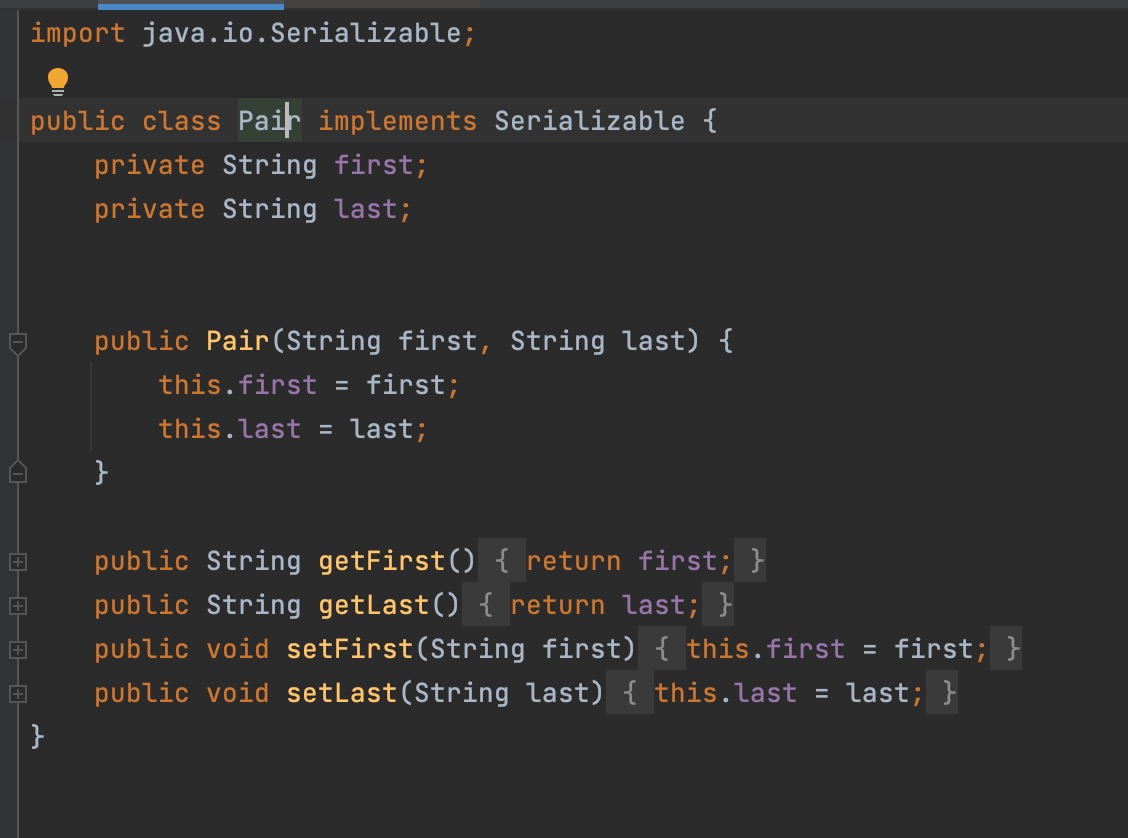 import java.io.Serializable;
public class Pair implements Serializable {
private String first;
private String last;
public Pair(String first, String last) {
this.first = first;
this.last = last;
}
public String getFirst() { return first; }
public String getLast() { return last; }
public void setFirst(String first) { this.first = first; }
public void setLast(String last) { this.last = last; }
}